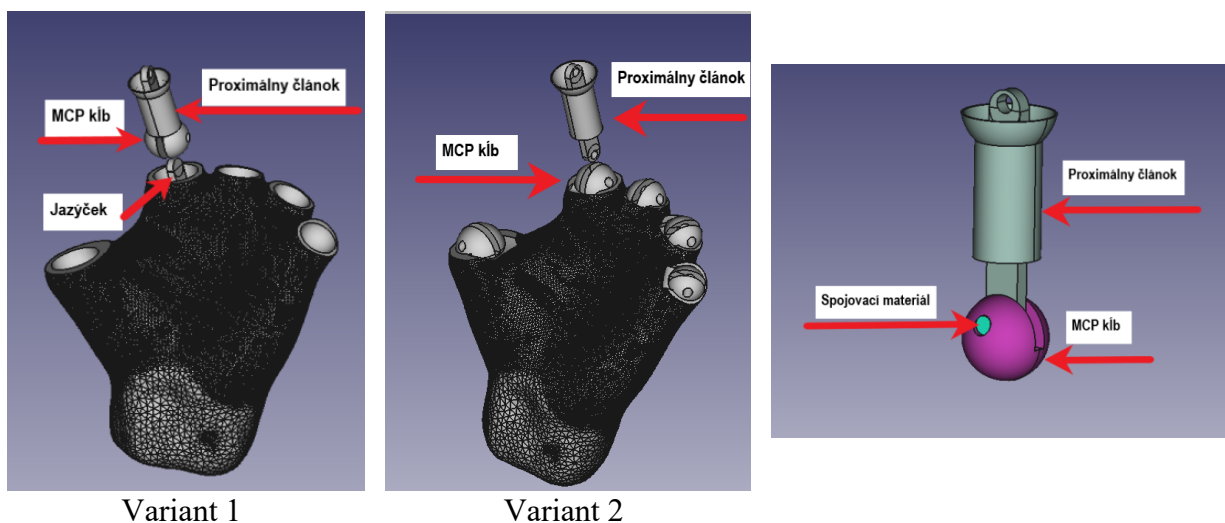 Proximálny článok
MCP kĺb
Jazýček
Variant 1
Proximálny článok
MCP kĺb
Variant 2
Proximálny článok
Spojovací materiál
MCP kĺb